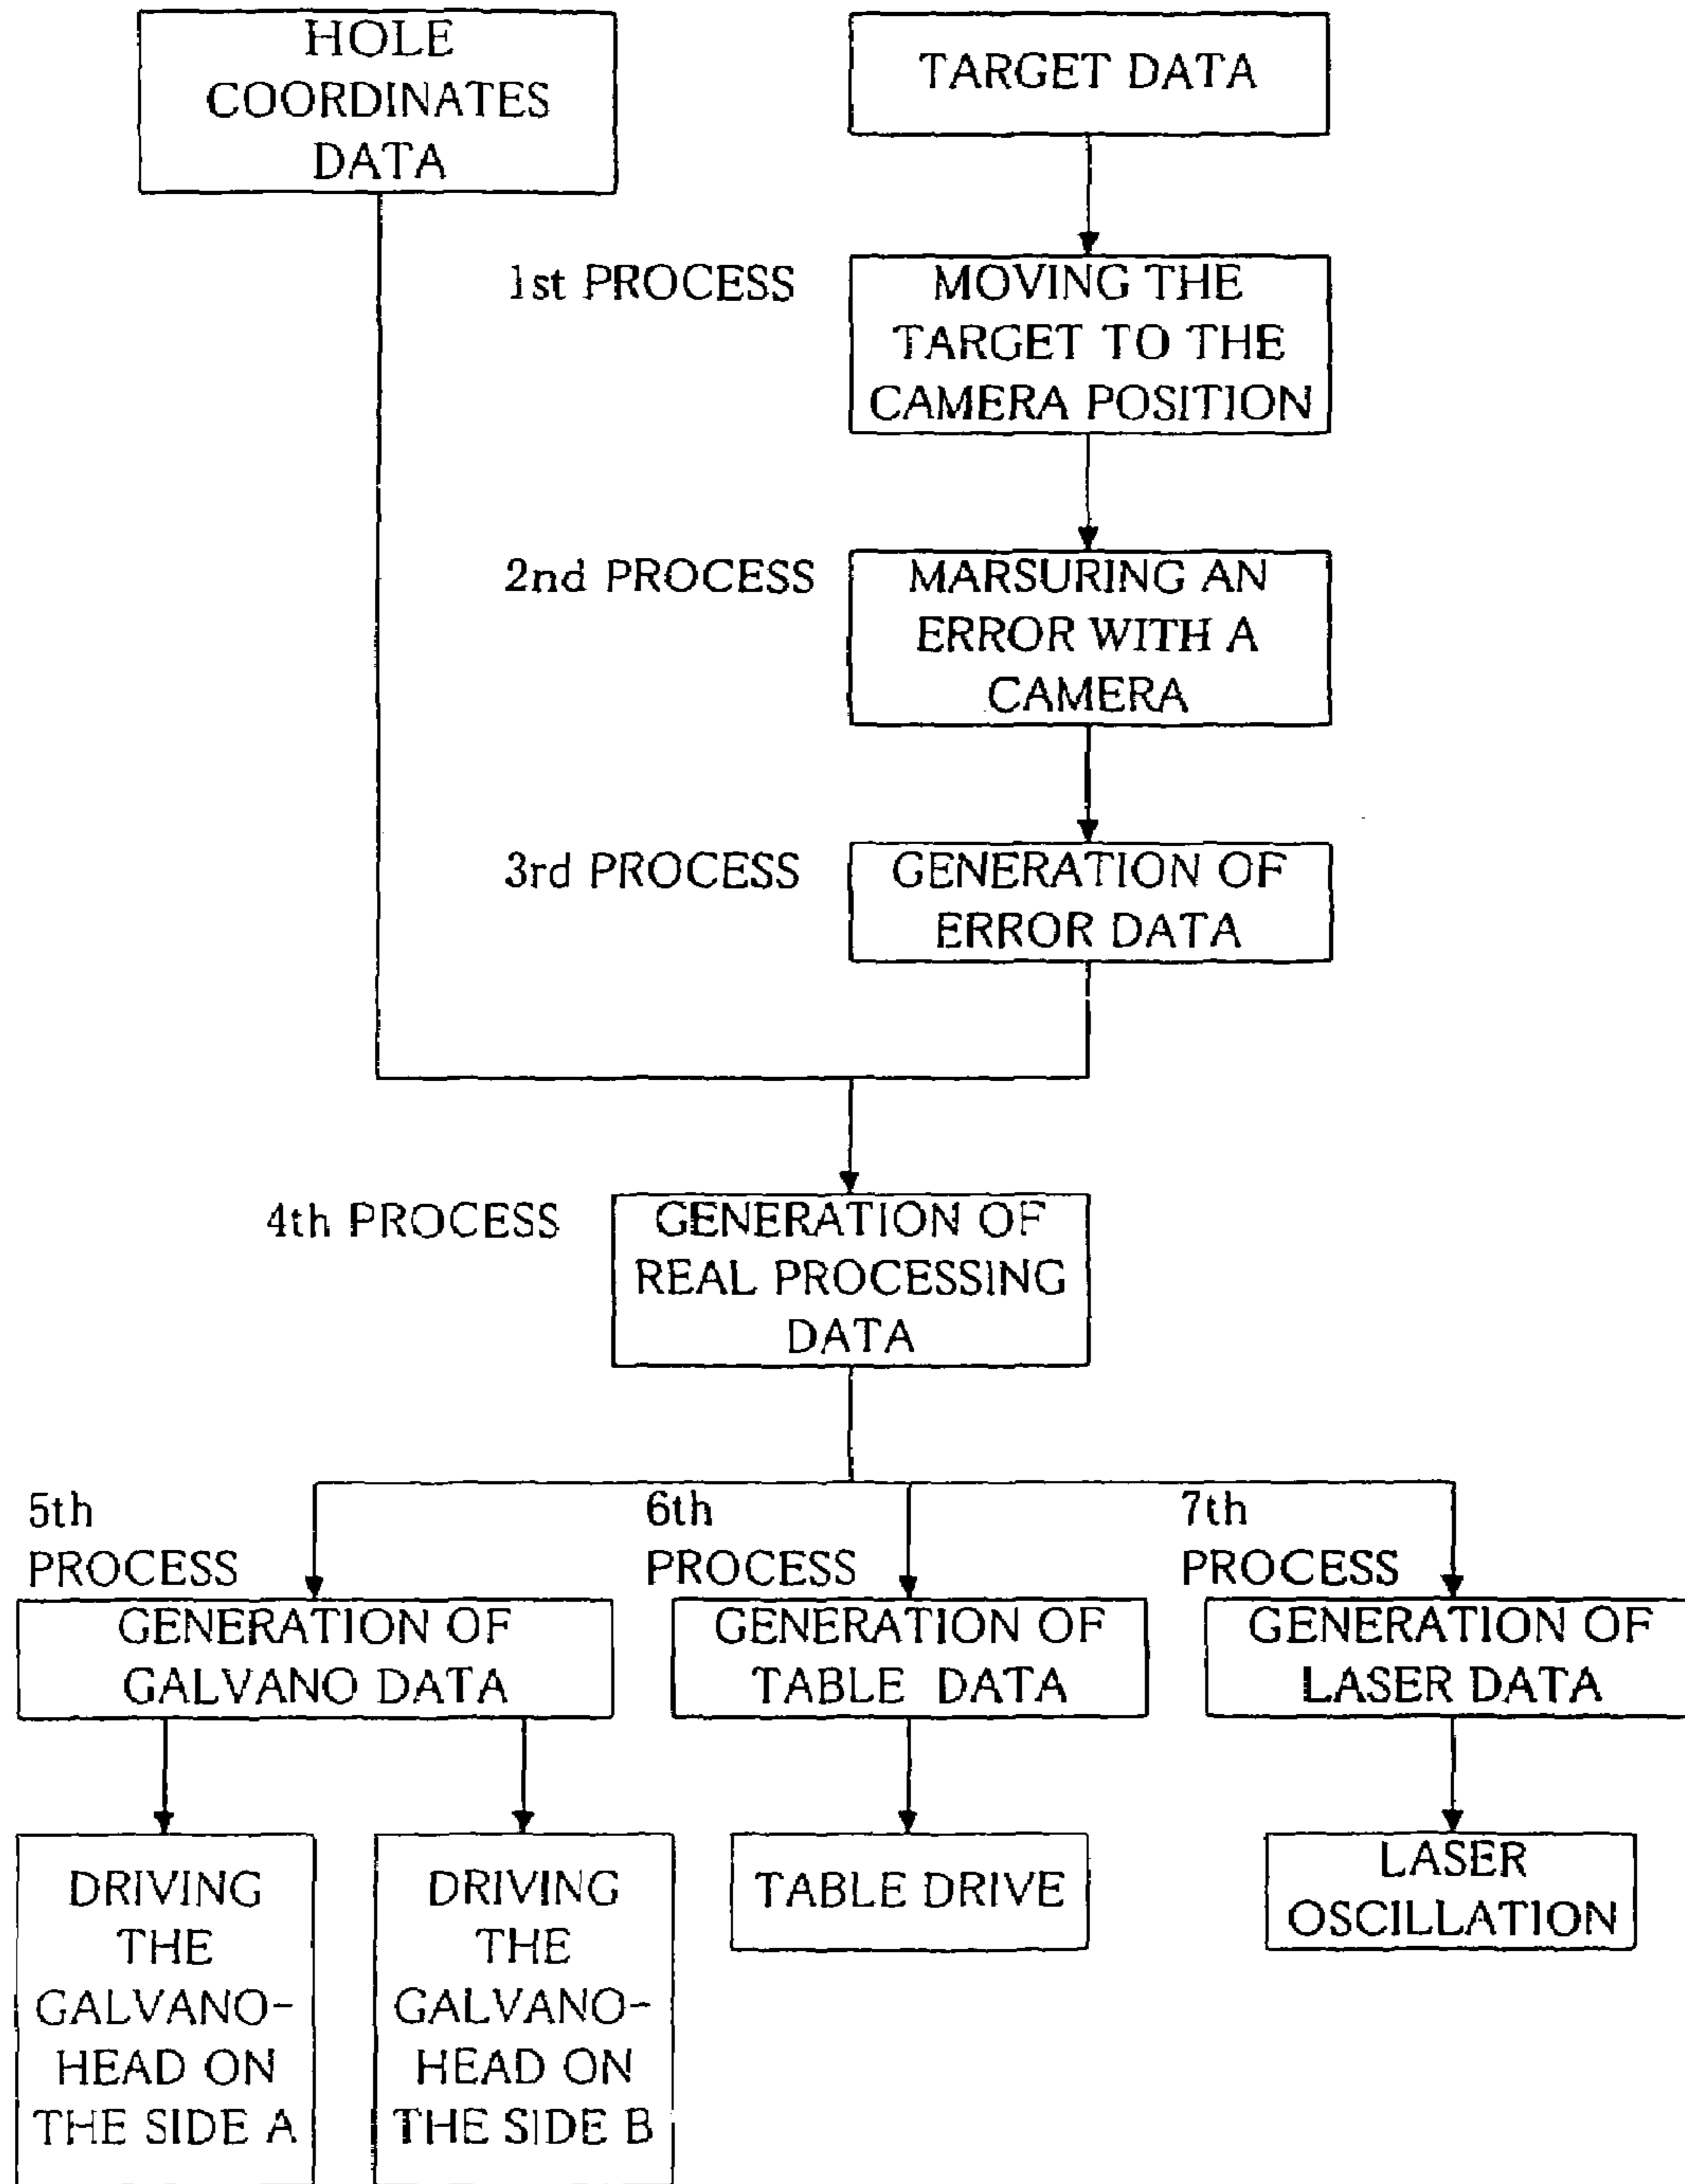 HOLE
COORDINATES
DATA
TARGET DATA
1st PROCESS
MOVING THE
TARGET TO THE
CAMERA POSITION
2nd PROCESS
MARSURING AN
ERROR WITH A
CAMERA
3rd PROCESS
GENERATION OF
ERROR DATA
4th PROCESS
GENERATION OF
REAL PROCESSING
DATA
5th
PROCESS
GENERATION OF
GALVANO DATA
6th
PROCESS
GENERATION OF
TABLE DATA
7th
PROCESS
GENERATION OF
LASER DATA
DRIVING
THE
GALVANO-
HEAD ON
THE SIDE A
DRIVING
THE
GALVANO-
HEAD ON
THE SIDE B
TABLE DRIVE
LASER
OSCILLATION